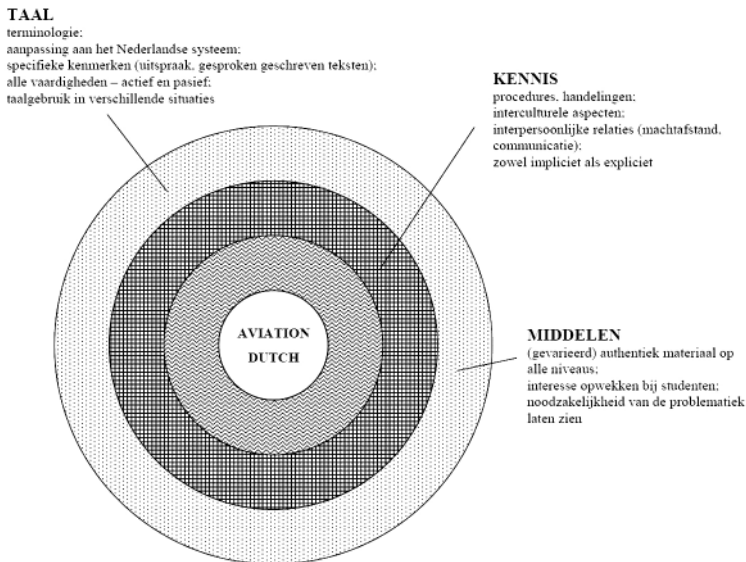 TAAL
terminologie;
aanpassing aan het Nederlandse systeem;
specifieke kenmerken (uitspraak, gesproken geschreven teksten);
alle vaardigheden – actief en pasief;
taalgebruik in verschillende situaties
KENNIS
procedures, handelingen;
interculturele aspecten;
interpersoonlijke relaties (machtafstand,
communicatie);
zowel impliciet als expliciet
AVIATION
DUTCH
MIDDELEN
(gevarieerd) authentiek materiaal op
alle niveaus;
interesse opwekken bij studenten;
noodzakelijkheid van de problematiek
laten zien